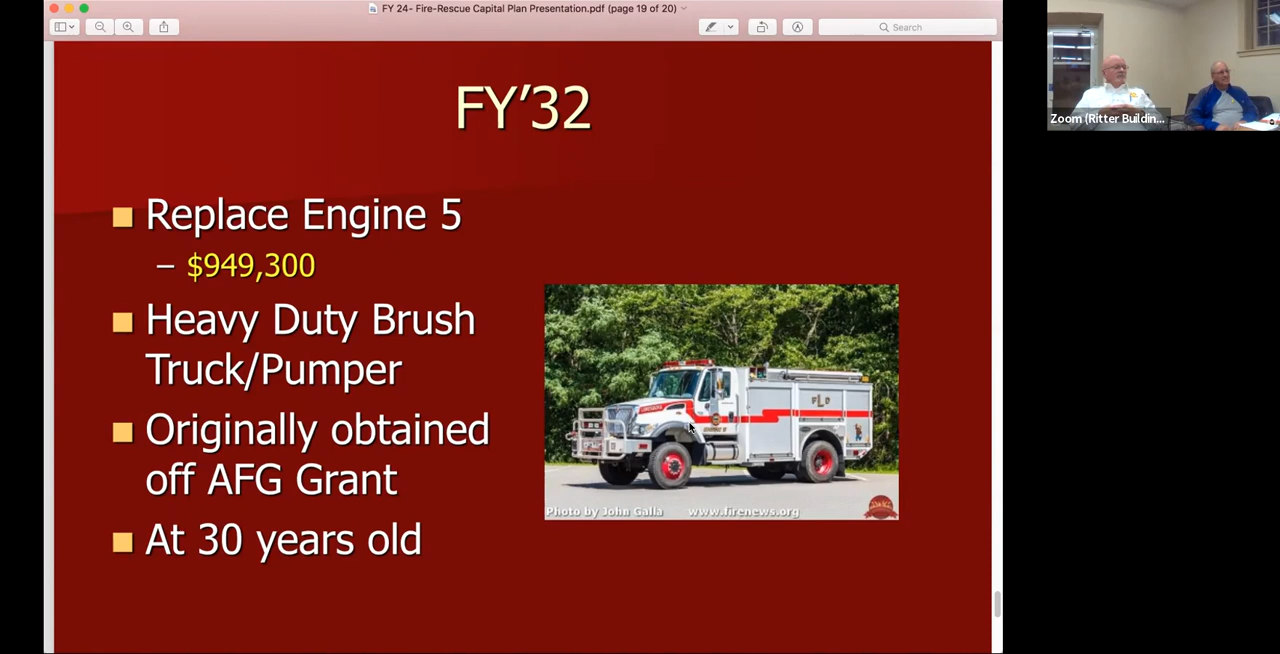 FY 24- Fire-Rescue Capital Plan Presentation.pdf (page 19 of 20)
Search
FY'32
Replace Engine 5
– $949,300
Heavy Duty Brush
Truck/Pumper
Originally obtained
off AFG Grant
At 30 years old
FLD
Photo by John Galla www.firenews.org
Zoom (Ritter Buildin...